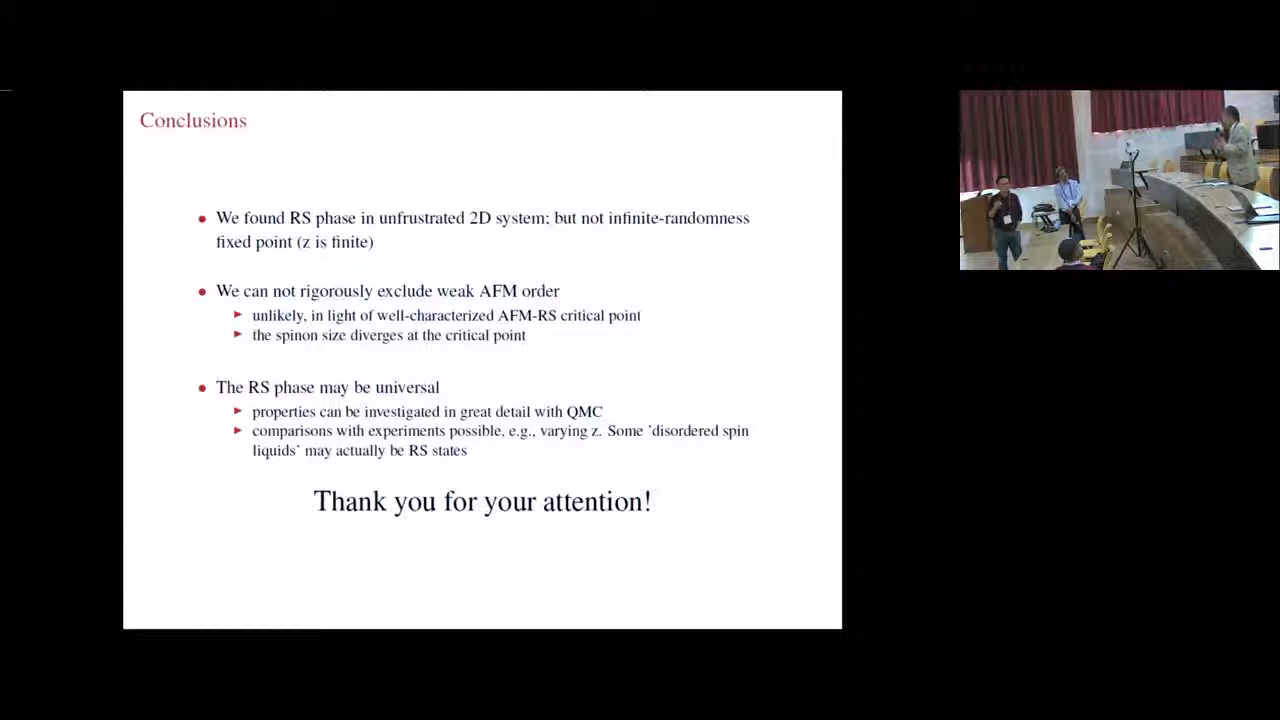 Conclusions
• We found RS phase in unfrustrated 2D system; but not infinite-randomness
fixed point (z is finite)
• We can not rigorously exclude weak AFM order
► unlikely, in light of well-characterized AFM-RS critical point
► the spinon size diverges at the critical point
• The RS phase may be universal
► properties can be investigated in great detail with QMC
► comparisons with experiments possible, e.g., varying z. Some `disordered spin
liquids' may actually be RS states
Thank you for your attention!